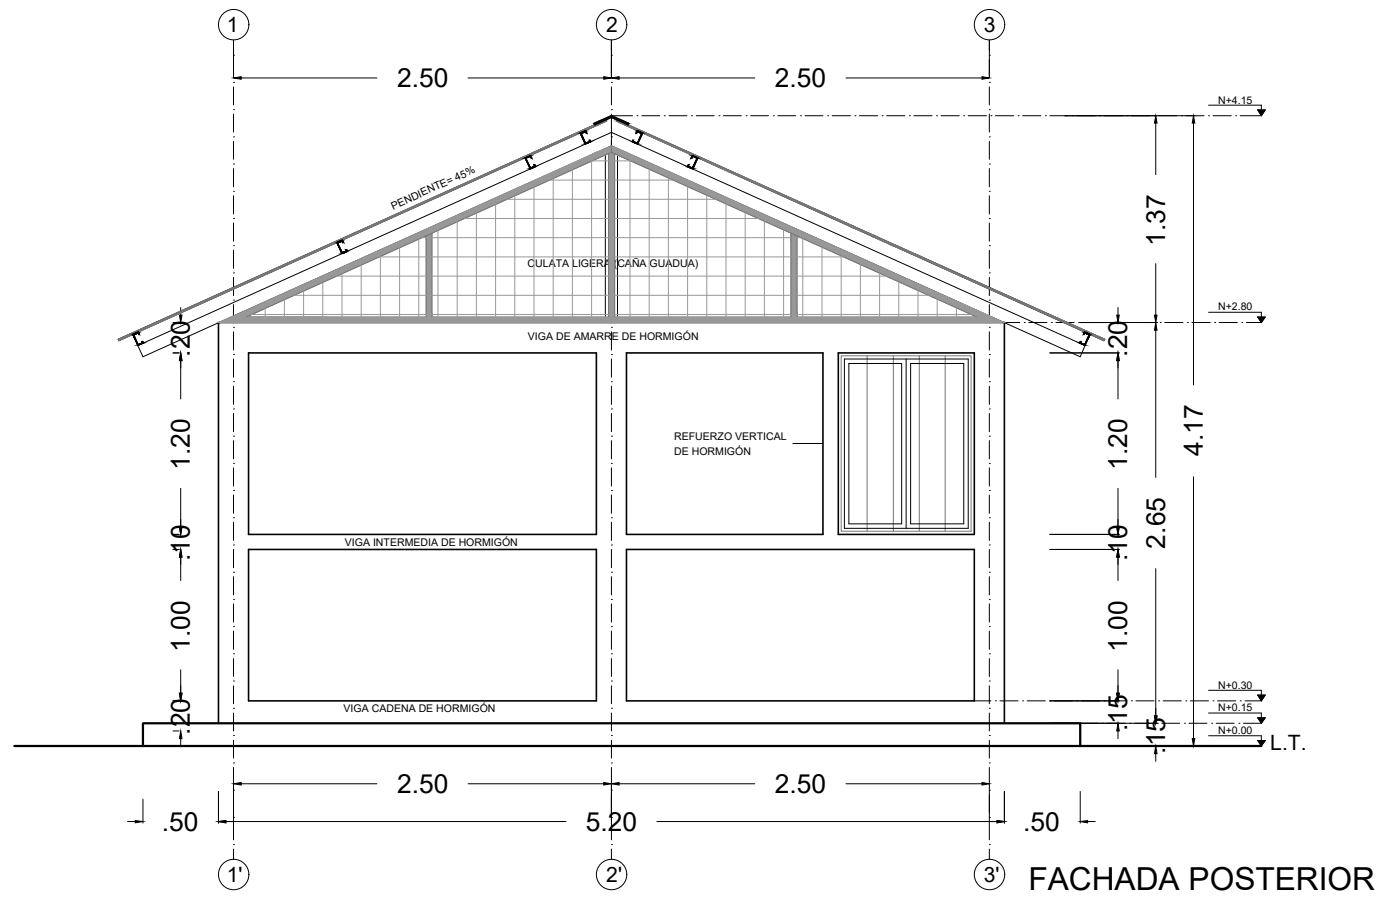 1
2
3
2.50
2.50
N+4.15
PENDIENTE= 45%
1.37
CULATA LIGERA (CAÑA GUADUA)
N+2.80
.20
VIGA DE AMARRE DE HORMIGÓN
.20
1.20
REFUERZO VERTICAL
DE HORMIGÓN
1.20
4.17
2.65
.10
VIGA INTERMEDIA DE HORMIGÓN
.10
1.00
1.00
N+0.30
.20
VIGA CADENA DE HORMIGÓN
.15
N+0.15
.15
N+0.00
L.T.
2.50
2.50
.50
5.20
.50
1'
2'
3'
FACHADA POSTERIOR